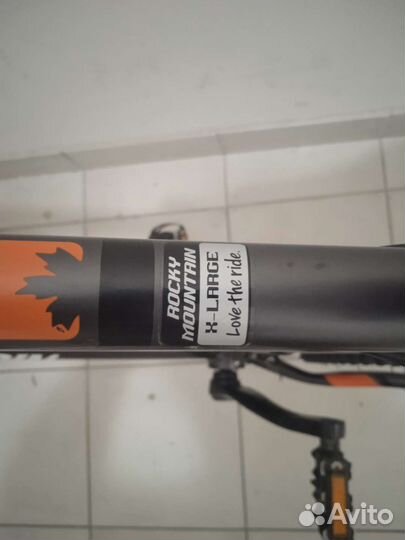 ROCKY
MOUNTAIN
X-LARGE
Love the ride.
Avito